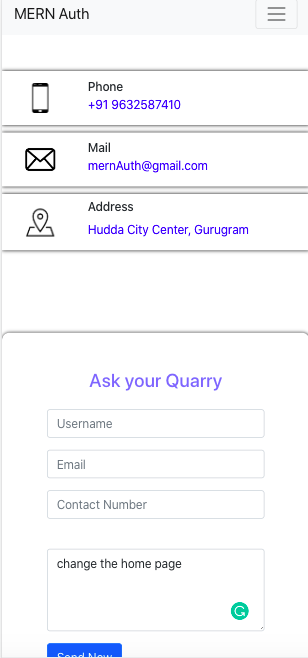 MERN Auth
Phone
+91 9632587410
Mail
mernAuth@gmail.com
Address
Hudda City Center, Gurugram
Ask your Quarry
Username
Email
Contact Number
change the home page
Send Now